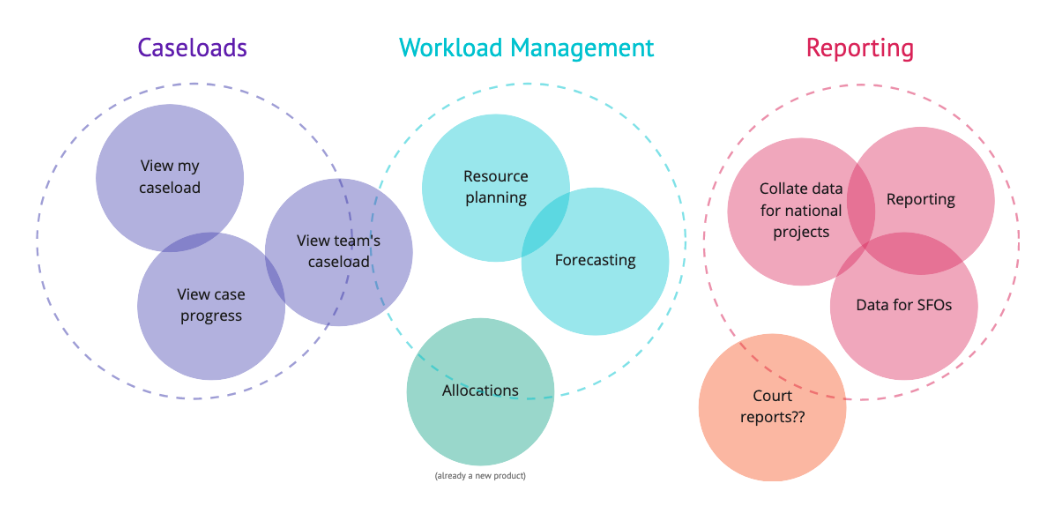 Caseloads
View my
caseload
View case
progress
View team's
caseload
Workload Management
Resource
planning
Forecasting
Allocations
(already a new product)
Reporting
Collate data
for national
projects
Reporting
Data for SFOs
Court
reports??